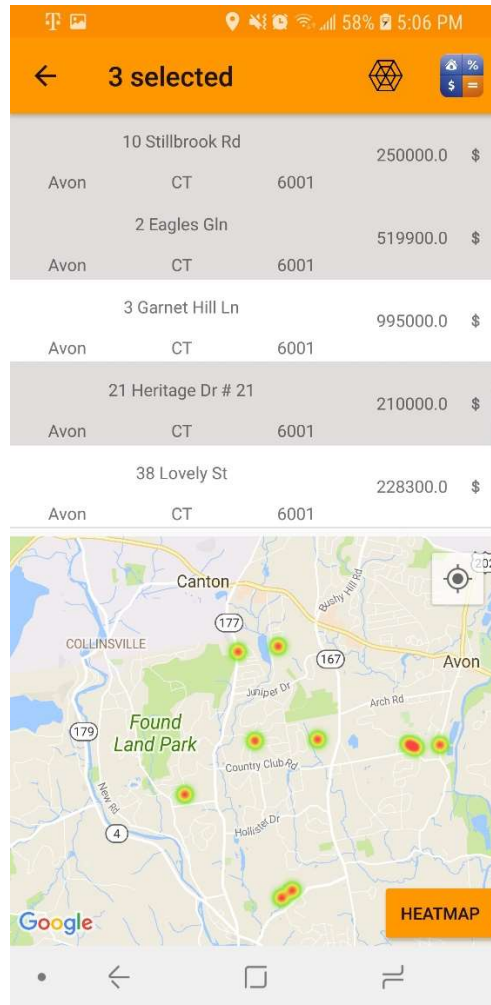 58% 5:06 PM
3 selected
% $ =
10 Stillbrook Rd
250000.0 $
Avon CT 6001
2 Eagles Gln
519900.0 $
Avon CT 6001
3 Garnet Hill Ln
995000.0 $
Avon CT 6001
21 Heritage Dr # 21
210000.0 $
Avon CT 6001
38 Lovely St
228300.0 $
Avon CT 6001
Canton
Bushy Hill Rd
202
177
COLLINSVILLE
167
Avon
Juniper Dr
Arch Rd
179
Found
Land Park
Country Club Rd
New Rd
4
Hollister Dr
Google
HEATMAP